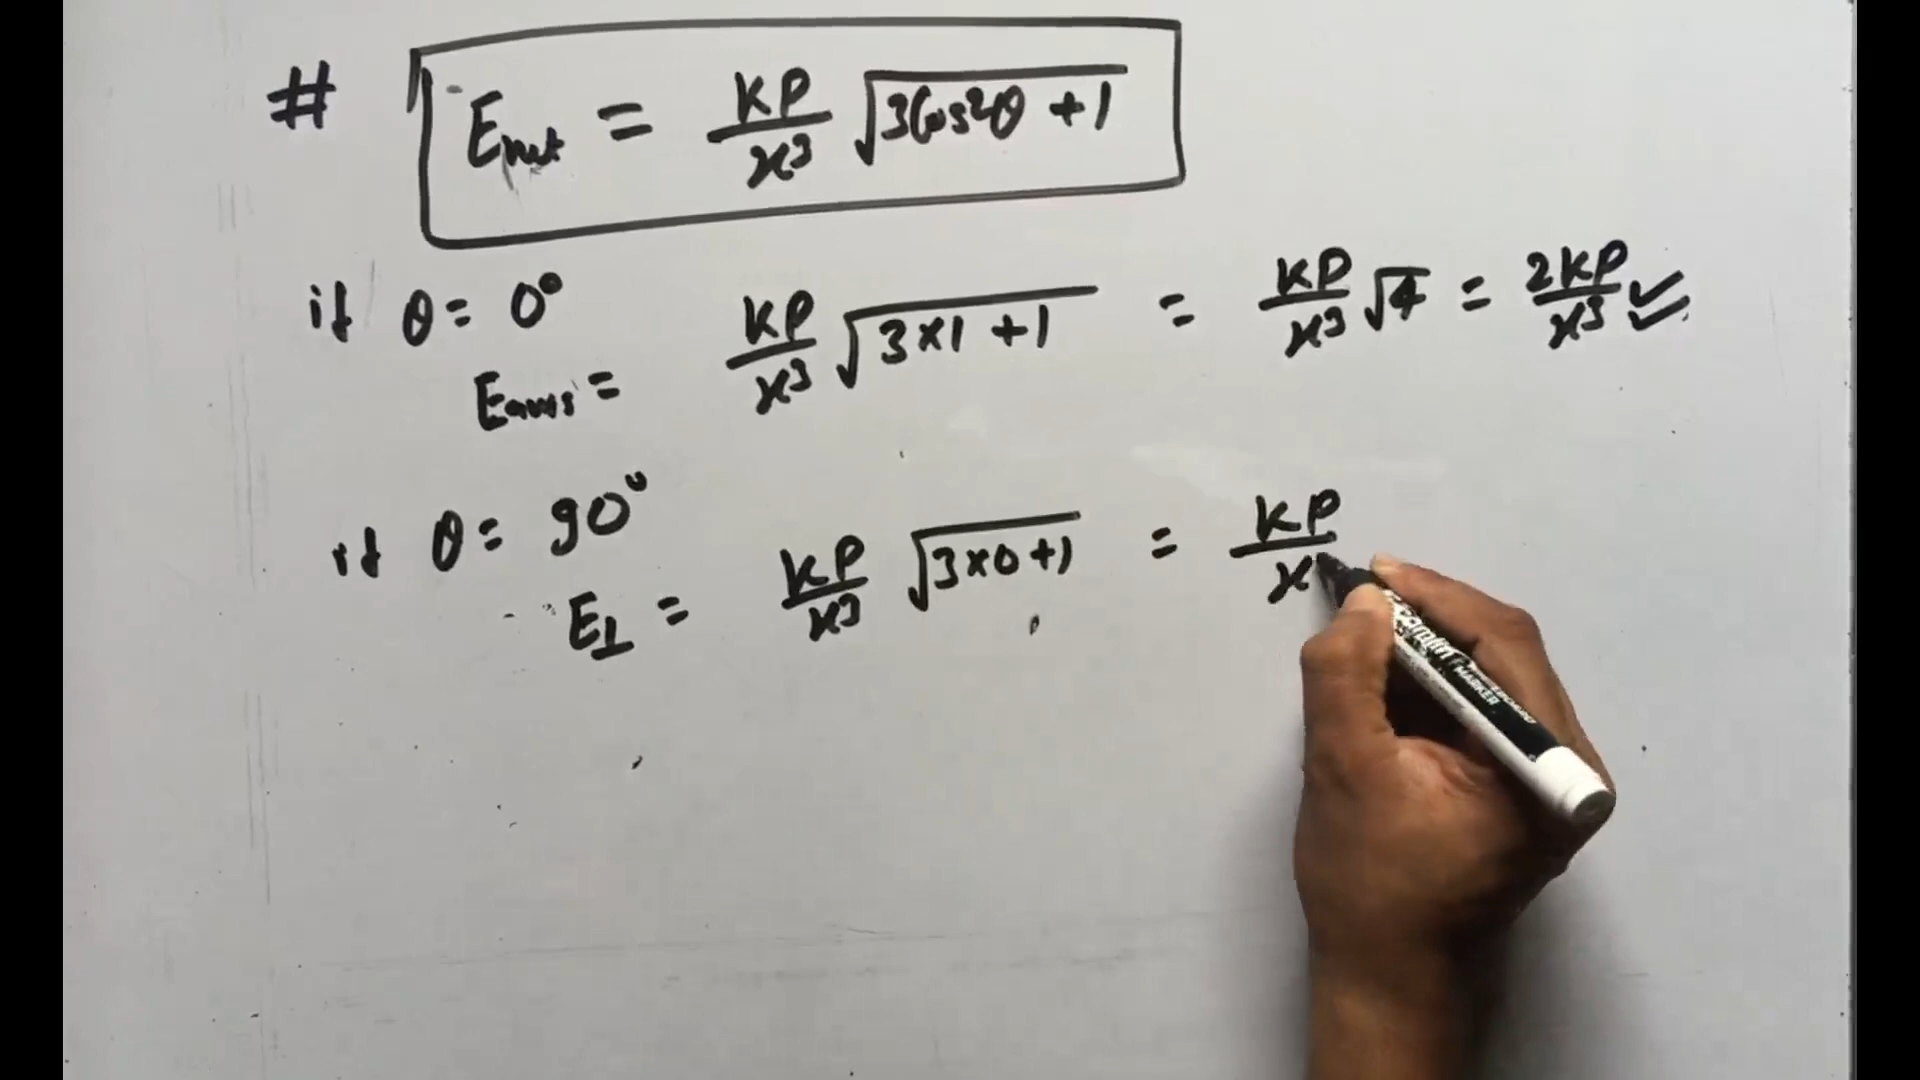 # Enet = KP/x³ √(3Cos²θ + 1)
if θ = 0°
Eaxis = KP/x³ √(3×1 + 1) = KP/x³ √4 = 2KP/x³ ✓
if θ = 90°
E⊥ = KP/x³ √(3×0 + 1) = KP/x
MARKER